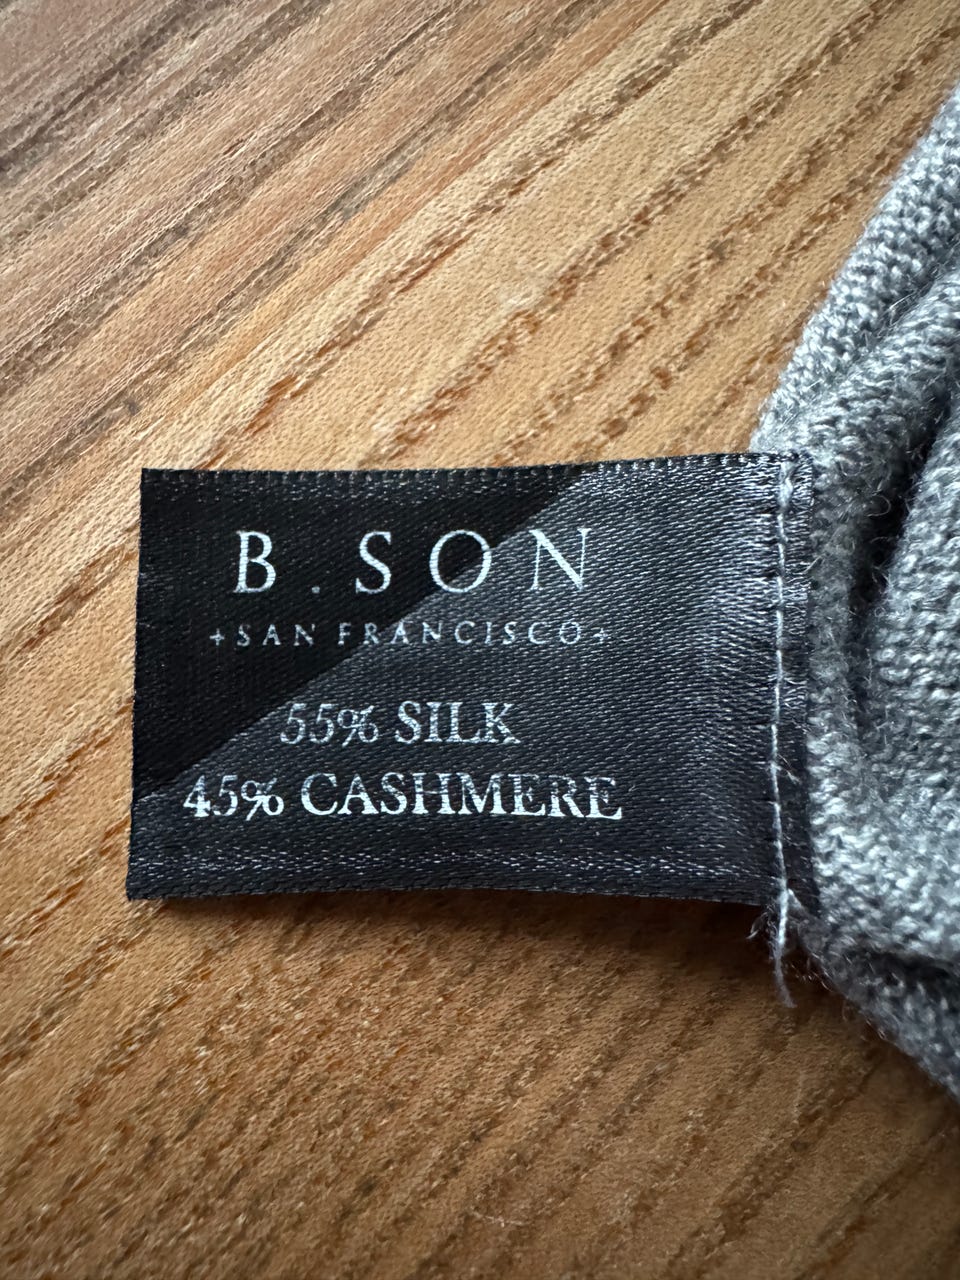 B.SON
+SAN FRANCISCO+
55% SILK
45% CASHMERE